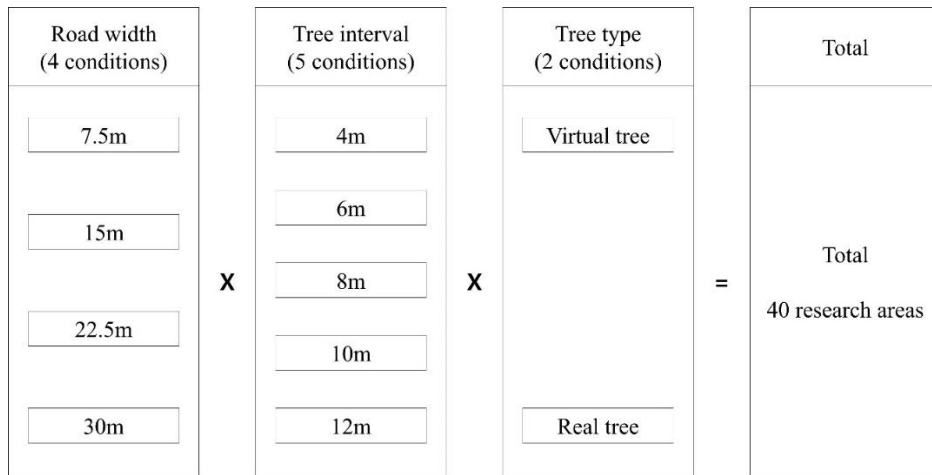 Road width
(4 conditions)
7.5m
15m
22.5m
30m
X
Tree interval
(5 conditions)
4m
6m
8m
10m
12m
X
Tree type
(2 conditions)
Virtual tree
Real tree
=
Total
Total
40 research areas